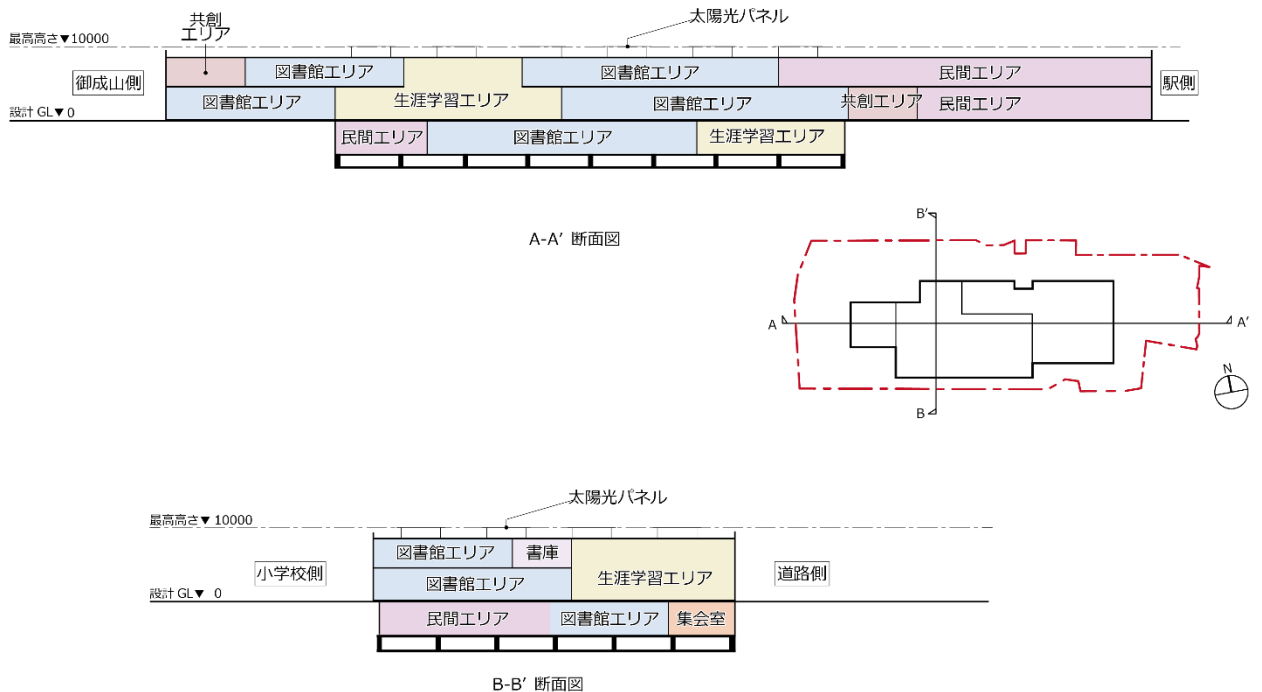 共創
エリア
太陽光パネル
最高高さ▼10000
御成山側
図書館エリア
図書館エリア
民間エリア
駅側
図書館エリア
生涯学習エリア
図書館エリア
共創エリア
民間エリア
設計 GL▼ 0
民間エリア
図書館エリア
生涯学習エリア
A-A’ 断面図
B’
A
A’
B
N
太陽光パネル
最高高さ▼ 10000
小学校側
図書館エリア
書庫
図書館エリア
生涯学習エリア
道路側
設計 GL▼ 0
民間エリア
図書館エリア
集会室
B-B’ 断面図